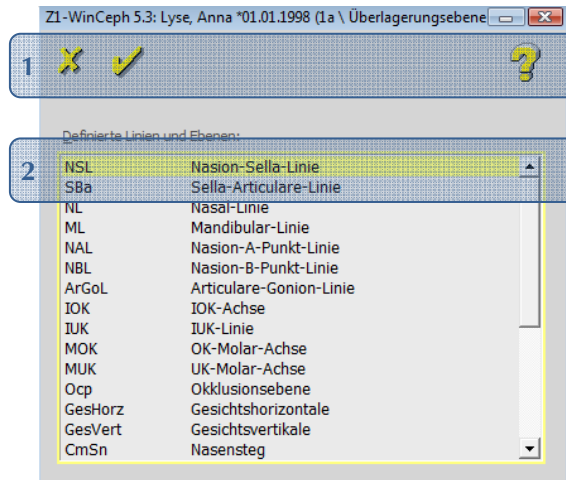 Z1-WinCeph 5.3: Lyse, Anna *01.01.1998 (1a \ Überlagerungsebene
1
Definierte Linien und Ebenen:
2
NSL Nasion-Sella-Linie
SBa Sella-Articulare-Linie
NL Nasal-Linie
ML Mandibular-Linie
NAL Nasion-A-Punkt-Linie
NBL Nasion-B-Punkt-Linie
ArGoL Articulare-Gonion-Linie
IOK IOK-Achse
IUK IUK-Linie
MOK OK-Molar-Achse
MUK UK-Molar-Achse
Ocp Okklusionsebene
GesHorz Gesichtshorizontale
GesVert Gesichtsvertikale
CmSn Nasensteg